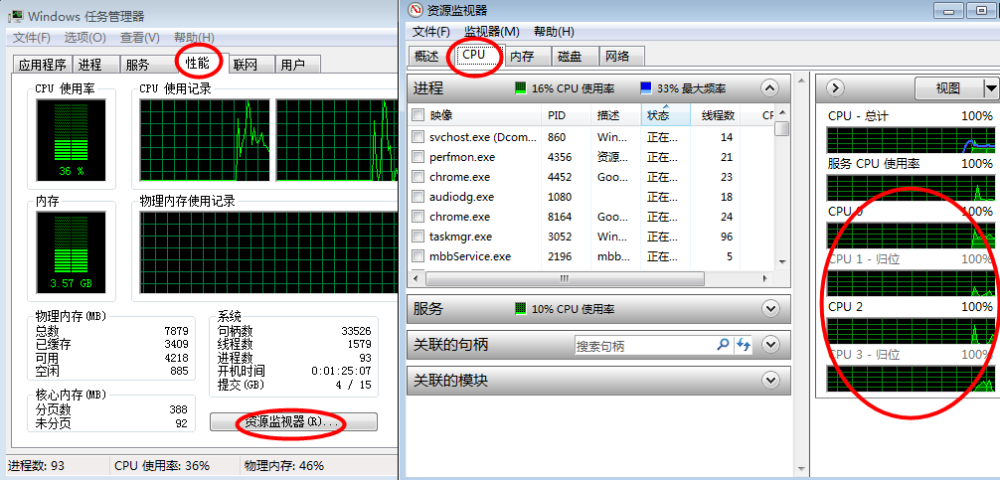 Windows 任务管理器
文件(F) 选项(O) 查看(V) 帮助(H)
应用程序 进程 服务 性能 联网 用户
CPU 使用率 CPU 使用记录
36 %
内存 物理内存使用记录
3.57 GB
物理内存(MB)
总数 7879
已缓存 3409
可用 4218
空闲 885
核心内存(MB)
分页数 388
未分页 92
系统
句柄数 33526
线程数 1579
进程数 93
开机时间 0:01:25:07
提交(GB) 4 / 15
资源监视器(R)...
进程数: 93 CPU 使用率: 36% 物理内存: 46%
资源监视器
文件(F) 监视器(M) 帮助(H)
概述 CPU 内存 磁盘 网络
进程 16% CPU 使用率 33% 最大频率
映像 PID 描述 状态 线程数 CP
svchost.exe (Dcom... 860 Win... 正在... 14
perfmon.exe 4356 资源... 正在... 21
chrome.exe 4452 Goo... 正在... 23
audiodg.exe 1080 正在... 18
chrome.exe 8164 Goo... 正在... 24
taskmgr.exe 3052 Win... 正在... 96
mbbService.exe 2196 mbb... 正在... 5
服务 10% CPU 使用率
关联的句柄 搜索句柄
关联的模块
视图
CPU - 总计 100%
服务 CPU 使用率 100%
CPU 0 100%
CPU 1 - 归位 100%
CPU 2 100%
CPU 3 - 归位 100%